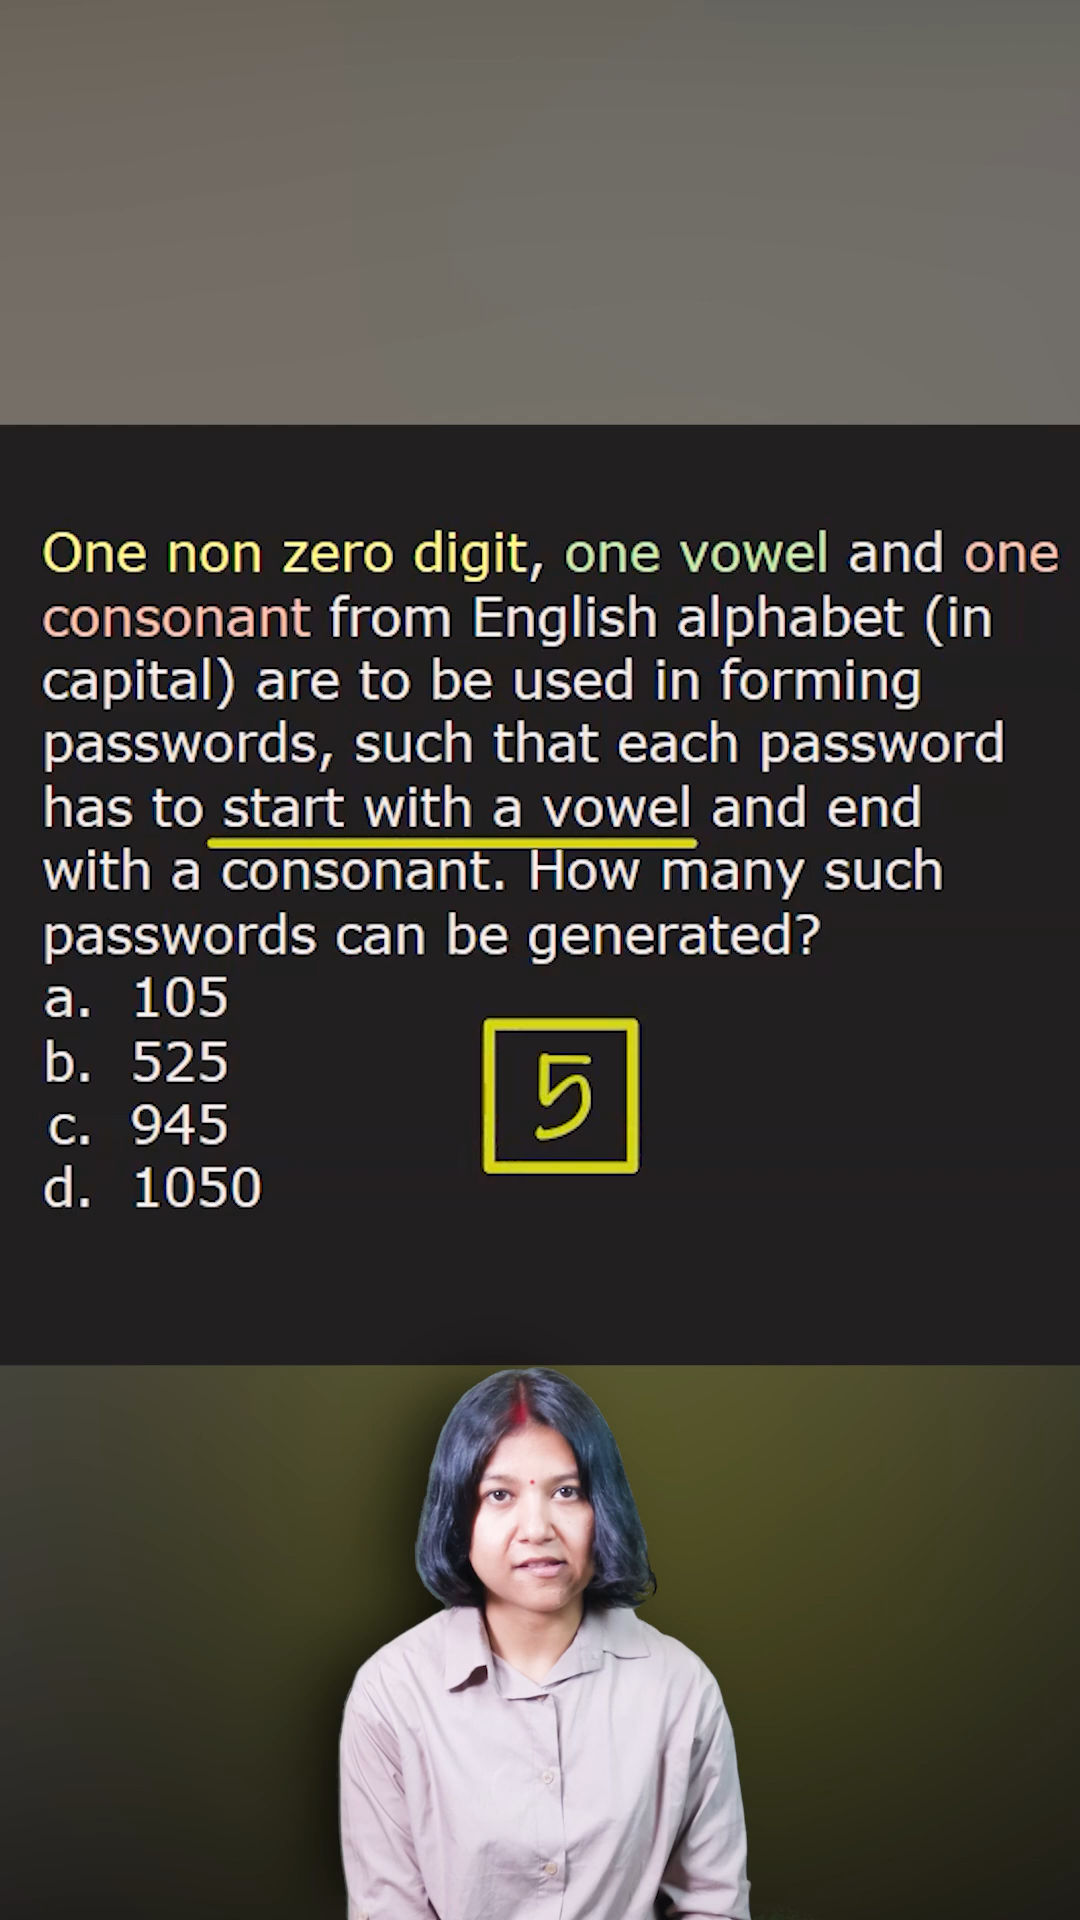 One non zero digit, one vowel and one
consonant from English alphabet (in
capital) are to be used in forming
passwords, such that each password
has to start with a vowel and end
with a consonant. How many such
passwords can be generated?
a. 105
b. 525
c. 945
d. 1050
5